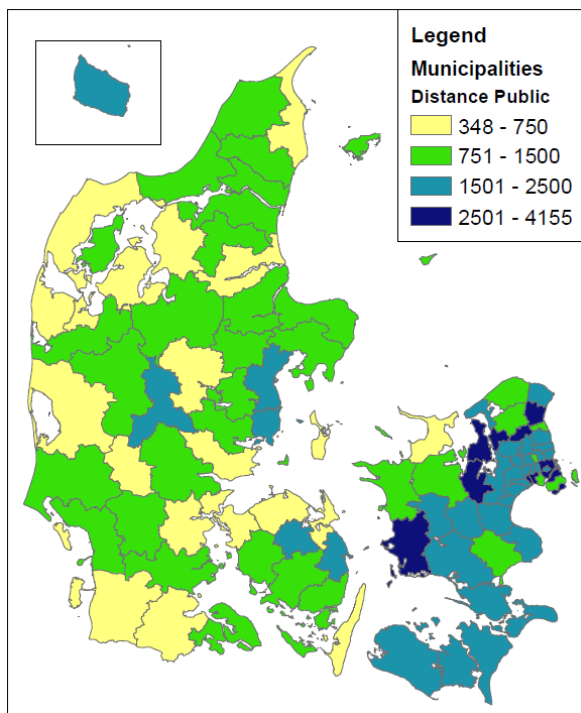 Legend
Municipalities
Distance Public
348 - 750
751 - 1500
1501 - 2500
2501 - 4155